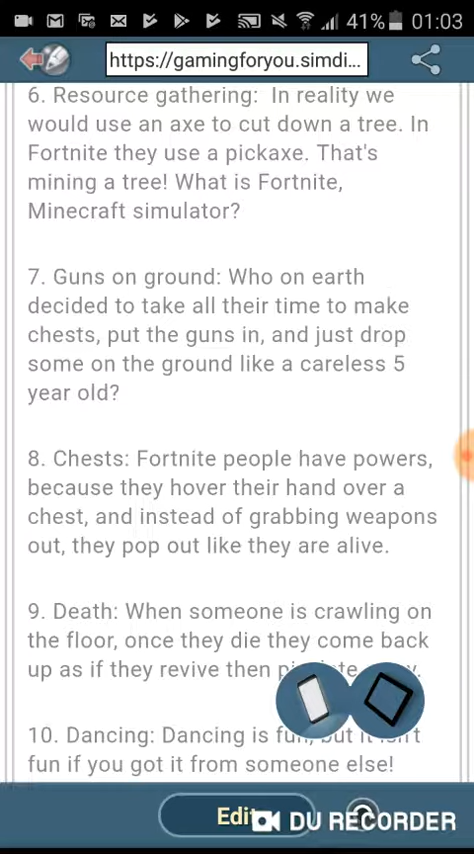 41% 01:03
https://gamingforyou.simdi...
6. Resource gathering: In reality we
would use an axe to cut down a tree. In
Fortnite they use a pickaxe. That's
mining a tree! What is Fortnite,
Minecraft simulator?
7. Guns on ground: Who on earth
decided to take all their time to make
chests, put the guns in, and just drop
some on the ground like a careless 5
year old?
8. Chests: Fortnite people have powers,
because they hover their hand over a
chest, and instead of grabbing weapons
out, they pop out like they are alive.
9. Death: When someone is crawling on
the floor, once they die they come back
up as if they revive then
10. Dancing: Dancing is fun, but it isn't
fun if you got it from someone else!
Edit
DU RECORDER